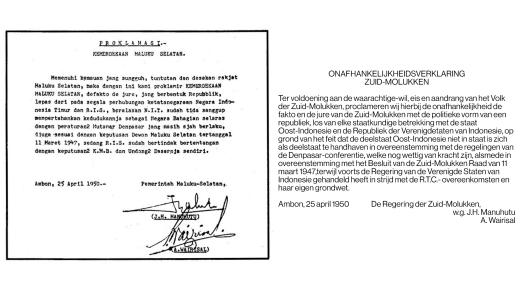 PROKLAMASI.-
KEMERDEKAAN MALUKU SELATAN.
Memenuhi kemauan jang sungguh, tuntutan dan desakan rakjat
Maluku Selatan, maka dengan ini kami proklamir KEMERDEKAAN
MALUKU SELATAN, defakto de jure, jang berbentuk Republik,
lepas dari pada segala perhubungan ketatanegaraan Negara Indo-
nesia Timur dan R.I.S., beralasan N.I.T. sudah tidak sanggup
mempertahankan kedudukannja sebagai Negara Bahagian selaras
dengan peraturan2 Mutamar Denpasar jang masih sjah berlaku,
djuga sesuai dengan keputusan Dewan Maluku Selatan tertanggal
11 Maret 1947, sedang R.I.S. sudah bertindak bertentangan
dengan keputusan2 K.M.B. dan Undang2 Dasarnja sendiri.
Ambon, 25 April 1950.-
Pemerintah Maluku-Selatan,
(J.H. MANUHUTU)
(A.WAIRISAL)
ONAFHANKELIJKHEIDSVERKLARING
ZUID-MOLUKKEN
Ter voldoening aan de waarachtige-wil, eis en aandrang van het Volk
der Zuid-Molukken, proclameren wij hierbij de onafhankelijkheid de
fakto en de jure van de Zuid-Molukken met de politieke vorm van een
republiek, los van elke staatkundige betrekking met de staat
Oost-Indonesie en de Republiek der Verenigdetaten van Indonesie, op
grond van het feit dat de deelstaat Oost-Indonesie niet in staat is zich
als deelstaat te handhaven in overeenstemming met de regelingen van
de Denpasar-conferentie, welke nog wettig van kracht zijn, alsmede in
overeenstemming met het Besluit van de Zuid-Molukken Raad van 11
maart 1947,terwijl voorts de Regering van de Verenigde Staten van
Indonesie gehandeld heeft in strijd met de R.T.C.- overeenkomsten en
haar eigen grondwet.
Ambon, 25 april 1950
De Regering der Zuid-Molukken,
w.g. J.H. Manuhutu
A. Wairisal